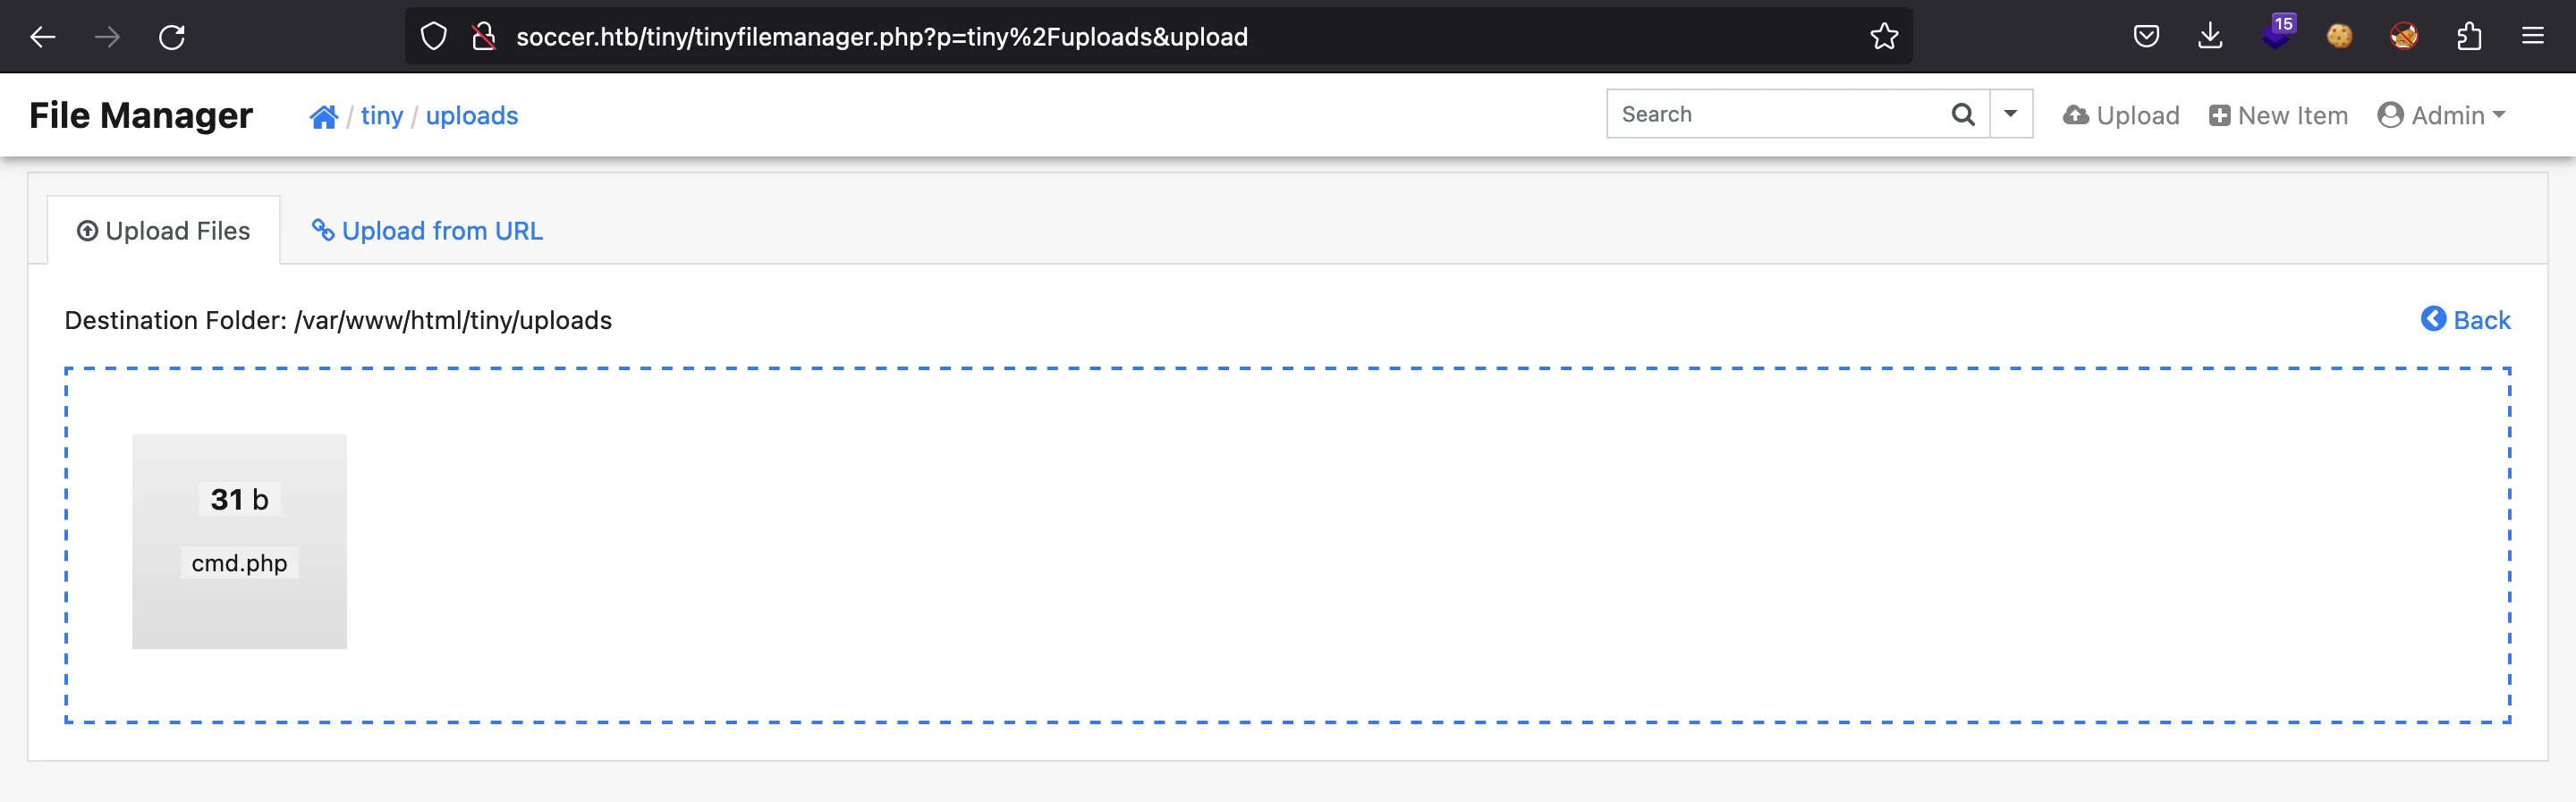 soccer.htb/tiny/tinyfilemanager.php?p=tiny%2Fuploads&upload
15
File Manager / tiny / uploads Search Upload New Item Admin
Upload Files Upload from URL
Destination Folder: /var/www/html/tiny/uploads Back
31 b
cmd.php